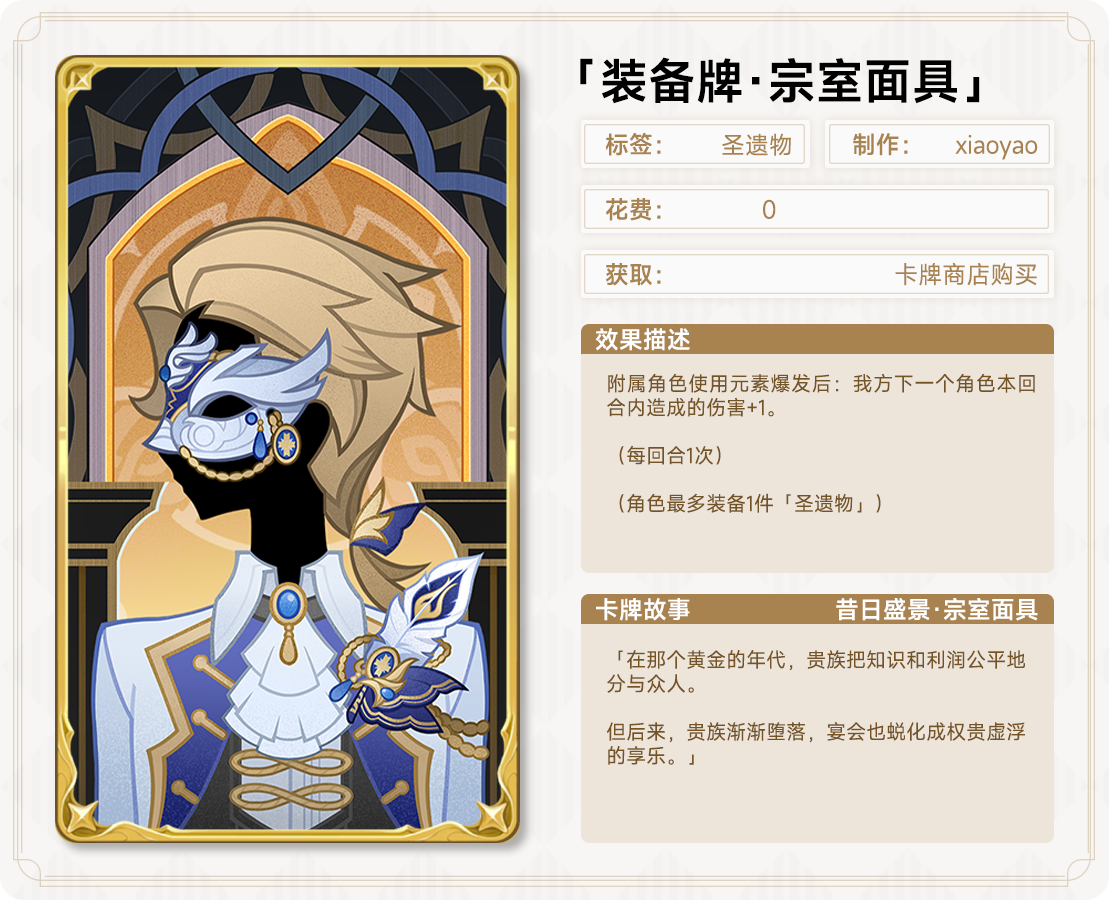 「装备牌·宗室面具」
标签： 圣遗物
制作： xiaoyao
花费： 0
获取： 卡牌商店购买
效果描述
附属角色使用元素爆发后：我方下一个角色本回
合内造成的伤害+1。
（每回合1次）
（角色最多装备1件「圣遗物」）
卡牌故事 昔日盛景·宗室面具
「在那个黄金的年代，贵族把知识和利润公平地
分与众人。
但后来，贵族渐渐堕落，宴会也蜕化成权贵虚浮
的享乐。」